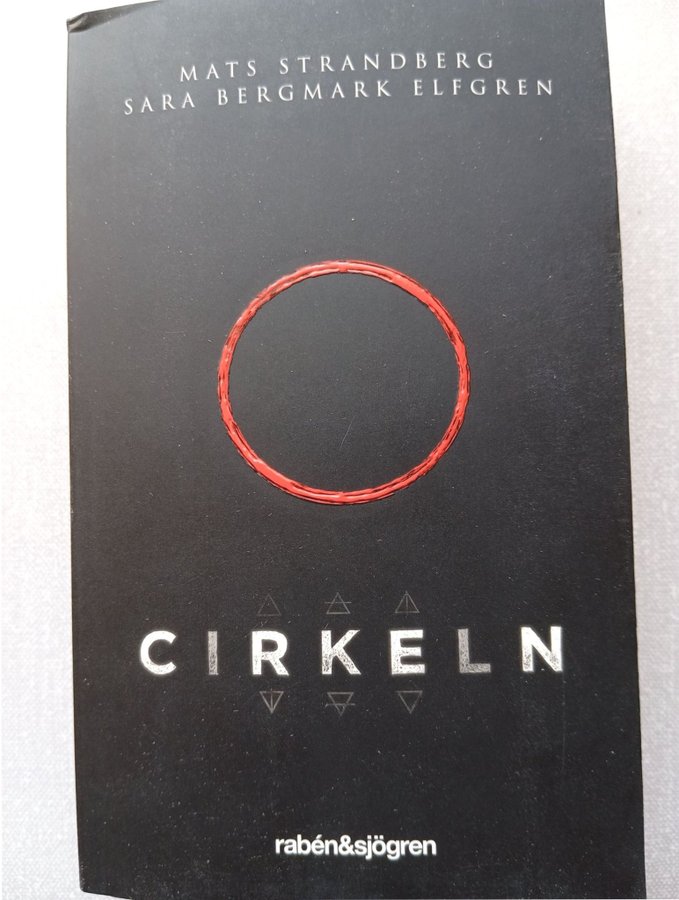 MATS STRANDBERG
SARA BERGMARK ELFGREN
CIRKELN
rabén&sjögren